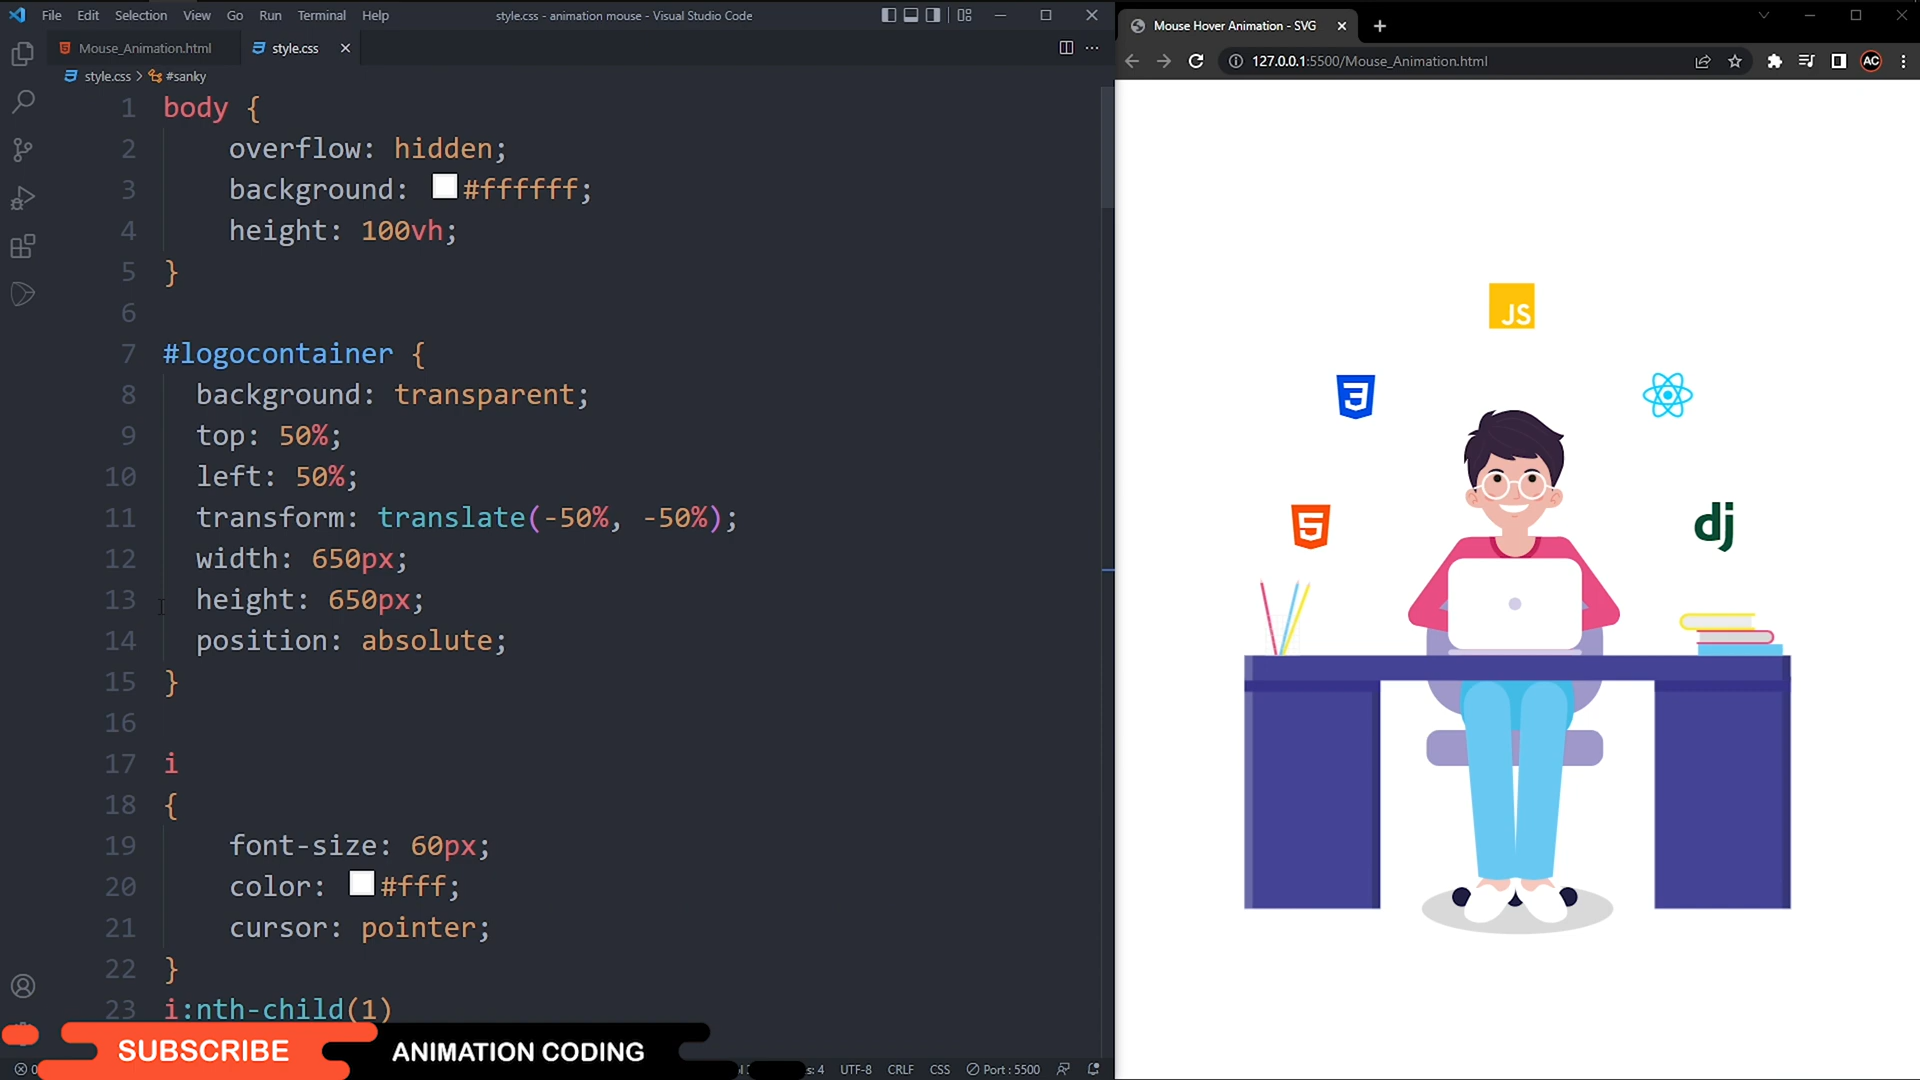 File Edit Selection View Go Run Terminal Help
style.css - animation mouse - Visual Studio Code
Mouse_Animation.html
style.css
style.css > #sanky
1 body {
2 overflow: hidden;
3 background: #ffffff;
4 height: 100vh;
5 }
6
7 #logocontainer {
8 background: transparent;
9 top: 50%;
10 left: 50%;
11 transform: translate(-50%, -50%);
12 width: 650px;
13 height: 650px;
14 position: absolute;
15 }
16
17 i
18 {
19 font-size: 60px;
20 color: #fff;
21 cursor: pointer;
22 }
23 i:nth-child(1)
SUBSCRIBE
ANIMATION CODING
0
s: 4 UTF-8 CRLF CSS Port : 5500
Mouse Hover Animation - SVG
127.0.0.1:5500/Mouse_Animation.html
AC
JS
3
5
dj